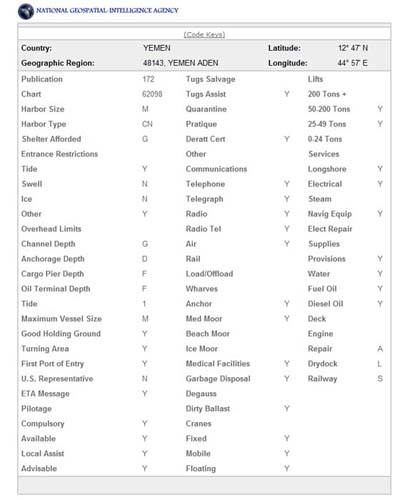 NATIONAL GEOSPATIAL-INTELLIGENCE AGENCY
(Code Keys)
Country: YEMEN Latitude: 12° 47' N
Geographic Region: 48143, YEMEN ADEN Longitude: 44° 57' E
Publication 172 Tugs Salvage Lifts
Chart 62098 Tugs Assist Y 200 Tons +
Harbor Size M Quarantine 50-200 Tons Y
Harbor Type CN Pratique 25-49 Tons Y
Shelter Afforded G Deratt Cert Y 0-24 Tons
Entrance Restrictions Other Services
Tide Y Communications Longshore Y
Swell N Telephone Y Electrical Y
Ice N Telegraph Y Steam
Other Y Radio Y Navig Equip Y
Overhead Limits Radio Tel Y Elect Repair
Channel Depth G Air Y Supplies
Anchorage Depth D Rail Provisions Y
Cargo Pier Depth F Load/Offload Water Y
Oil Terminal Depth F Wharves Fuel Oil Y
Tide 1 Anchor Y Diesel Oil Y
Maximum Vessel Size M Med Moor Y Deck
Good Holding Ground Y Beach Moor Engine
Turning Area Y Ice Moor Repair A
First Port of Entry Y Medical Facilities Y Drydock L
U.S. Representative N Garbage Disposal Y Railway S
ETA Message Y Degauss
Pilotage Dirty Ballast Y
Compulsory Y Cranes
Available Y Fixed Y
Local Assist Y Mobile Y
Advisable Y Floating Y